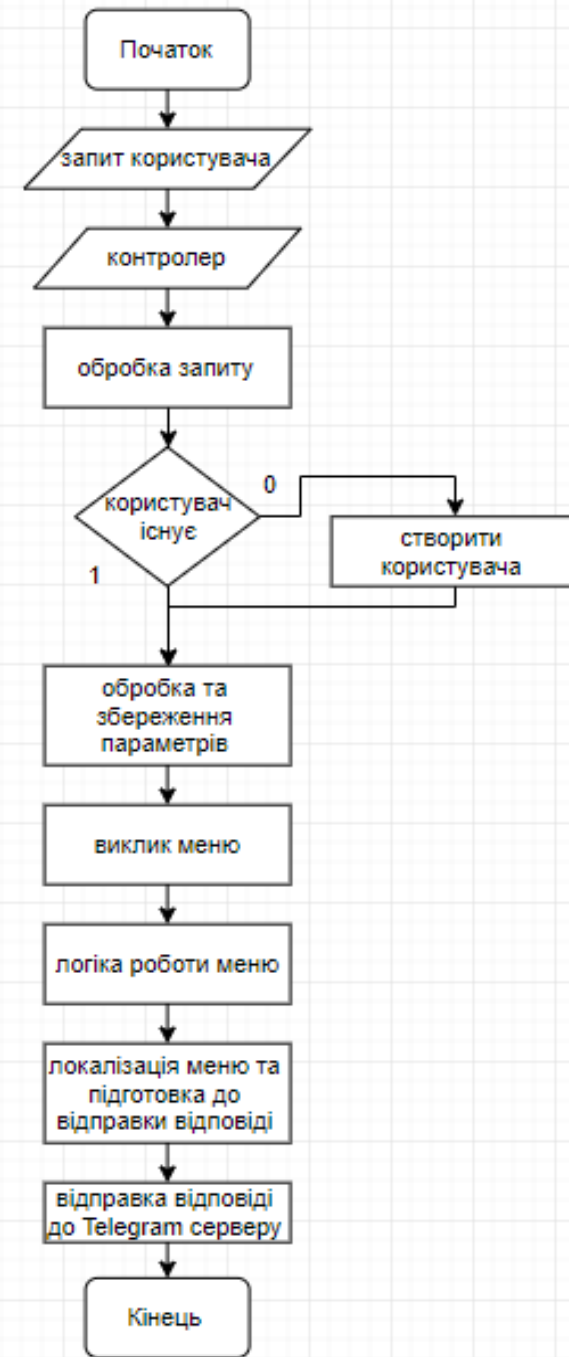 Початок
запит користувача
контролер
обробка запиту
користувач
існує
0
1
створити
користувача
обробка та
збереження
параметрів
виклик меню
логіка роботи меню
локалізація меню та
підготовка до
відправки відповіді
відправка відповіді
до Telegram серверу
Кінець